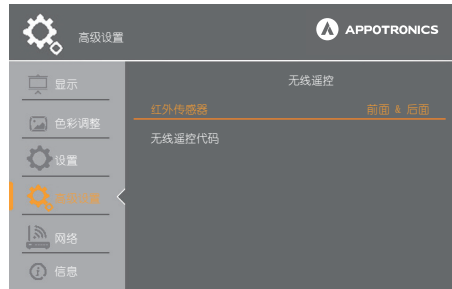 高级设置
APPOTRONICS
显示
色彩调整
设置
高级设置
网络
信息
无线遥控
红外传感器 前面 & 后面
无线遥控代码